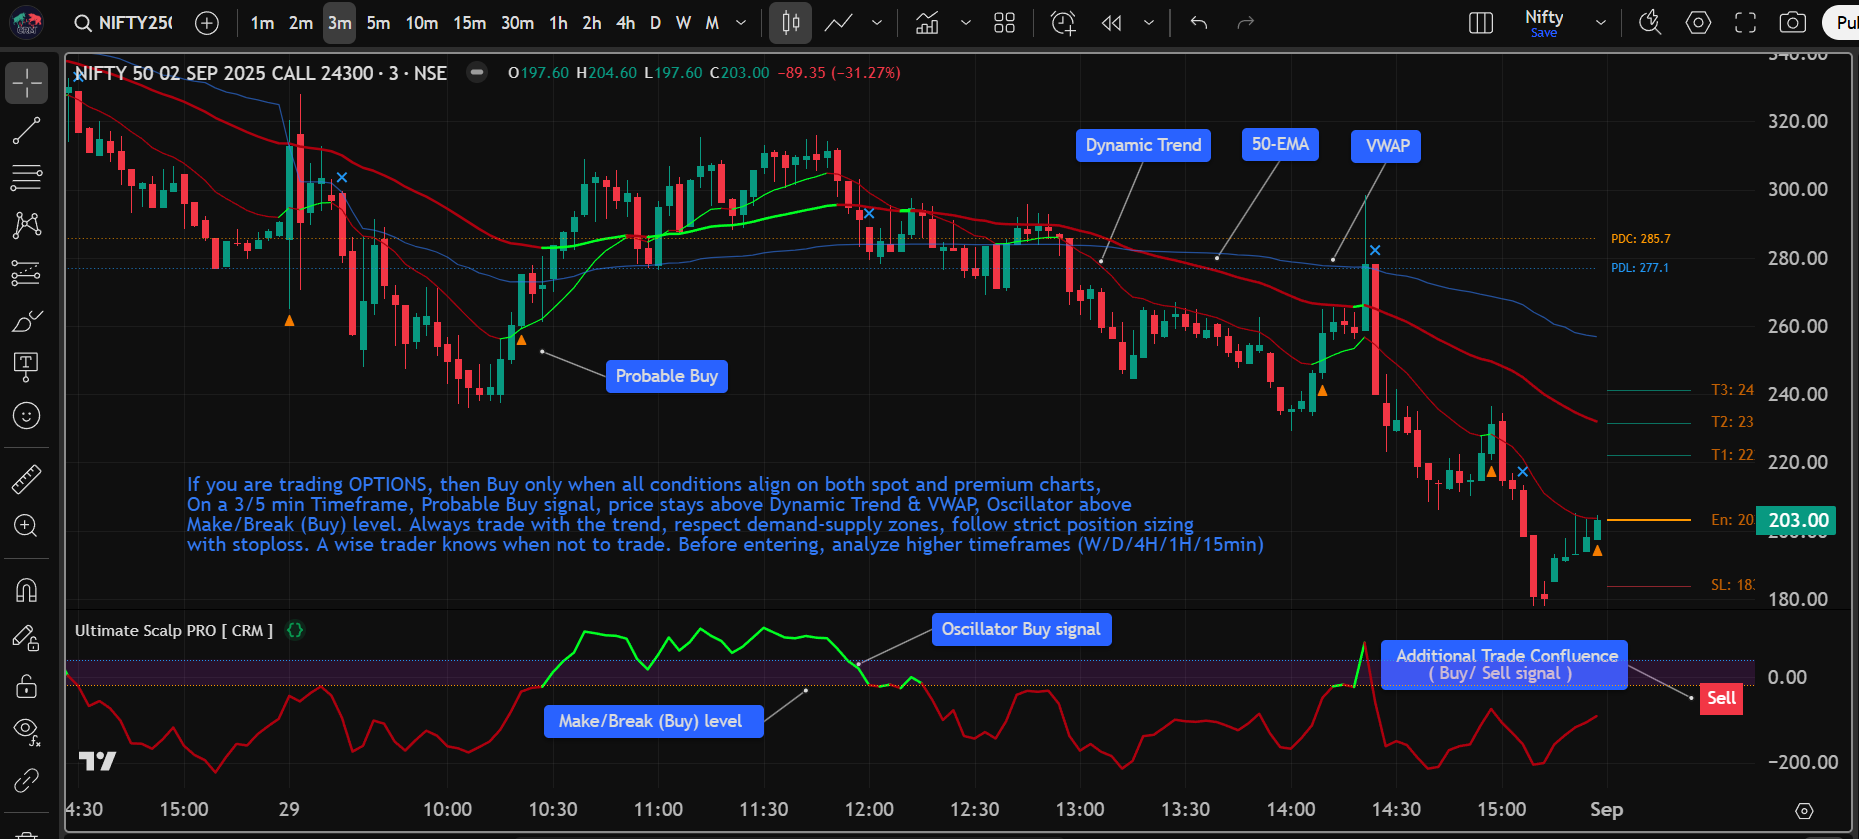 NIFTY250
1m 2m 3m 5m 10m 15m 30m 1h 2h 4h D W M
Nifty
Save
Pu
CRM
NIFTY 50 02 SEP 2025 CALL 24300 · 3 · NSE
O197.60 H204.60 L197.60 C203.00 −89.35 (−31.27%)
340.00
320.00
300.00
280.00
260.00
240.00
220.00
203.00
200.00
180.00
Dynamic Trend
50-EMA
VWAP
PDC: 285.7
PDL: 277.1
Probable Buy
T3: 24
T2: 23
T1: 22
En: 20
SL: 183
If you are trading OPTIONS, then Buy only when all conditions align on both spot and premium charts,
On a 3/5 min Timeframe, Probable Buy signal, price stays above Dynamic Trend & VWAP, Oscillator above
Make/Break (Buy) level. Always trade with the trend, respect demand-supply zones, follow strict position sizing
with stoploss. A wise trader knows when not to trade. Before entering, analyze higher timeframes (W/D/4H/1H/15min)
Ultimate Scalp PRO [ CRM ] {}
Oscillator Buy signal
Make/Break (Buy) level
Additional Trade Confluence
( Buy/ Sell signal )
Sell
0.00
−200.00
4:30 15:00 29 10:00 10:30 11:00 11:30 12:00 12:30 13:00 13:30 14:00 14:30 15:00 Sep